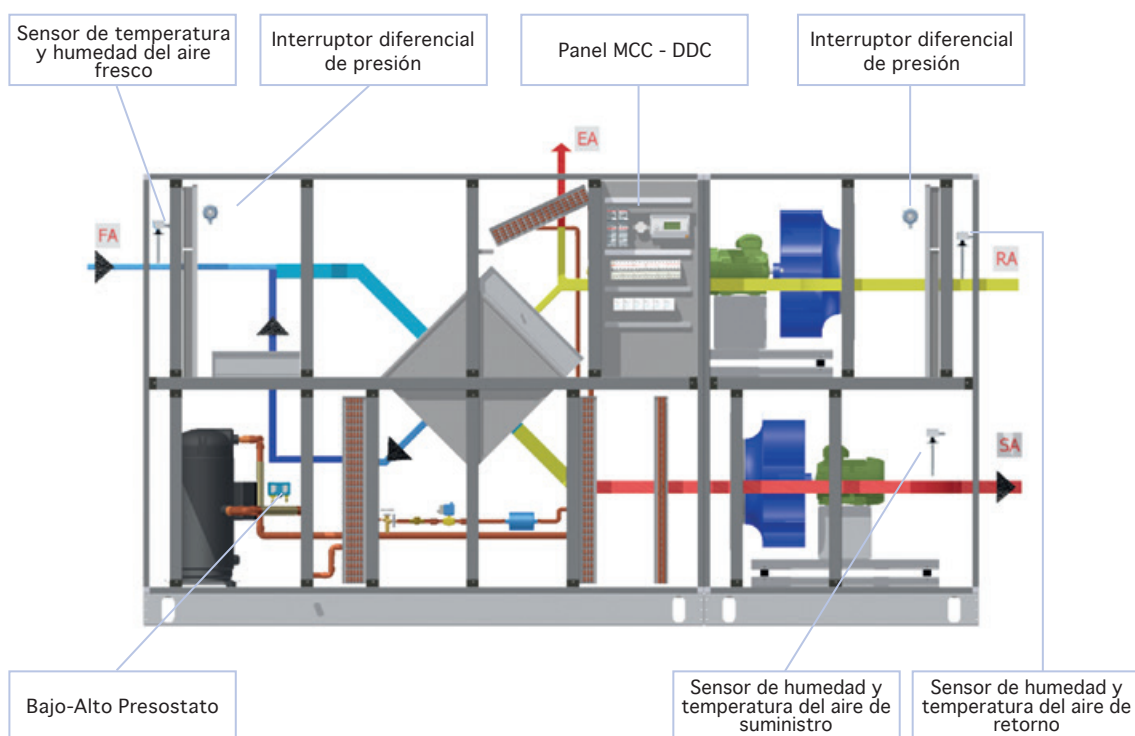 Sensor de temperatura
y humedad del aire
fresco
Interruptor diferencial
de presión
Panel MCC - DDC
Interruptor diferencial
de presión
EA
FA
RA
SA
Bajo-Alto Presostato
Sensor de humedad y
temperatura del aire de
suministro
Sensor de humedad y
temperatura del aire de
retorno